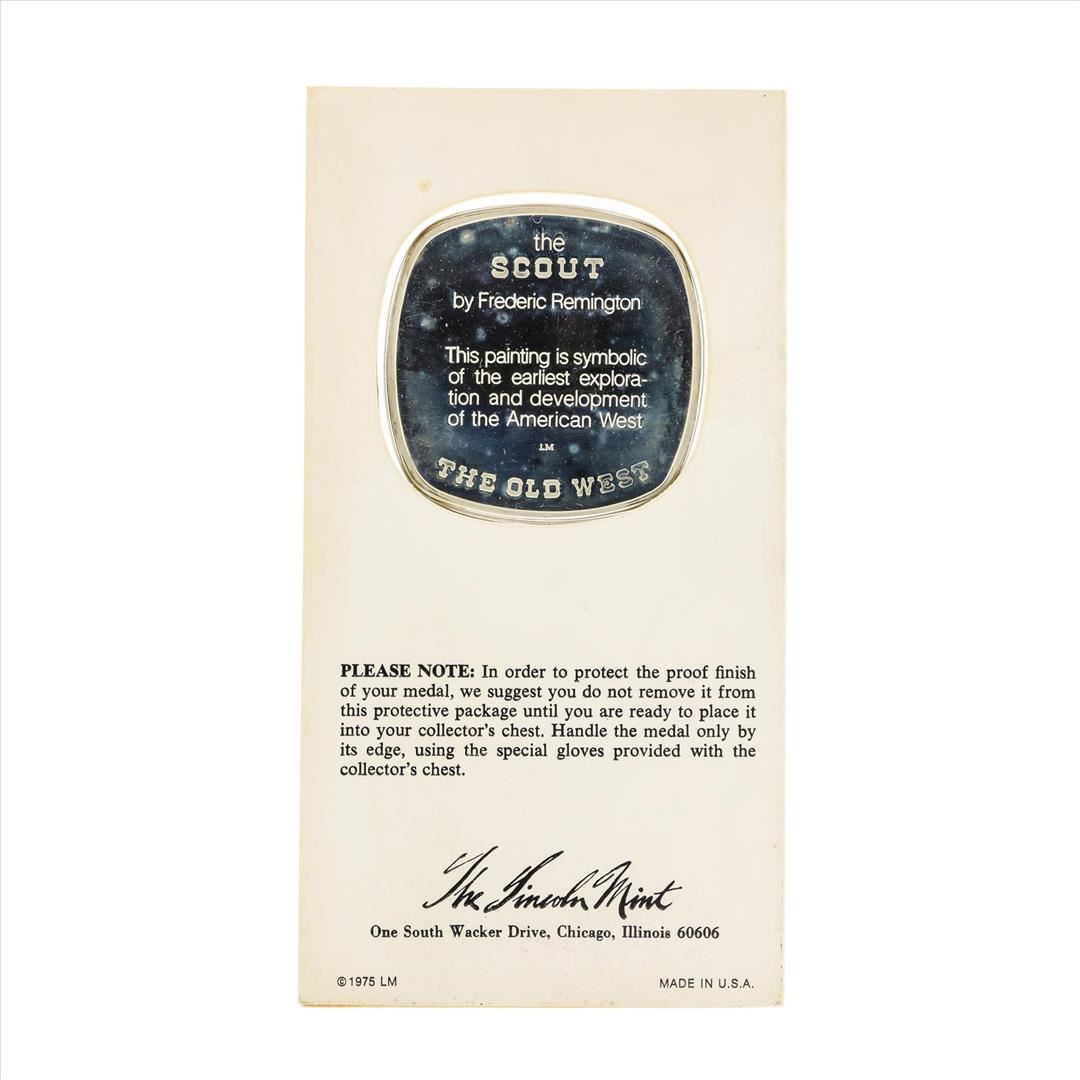 the
SCOUT
by Frederic Remington
This painting is symbolic
of the earliest explora-
tion and development
of the American West
LM
THE OLD WEST
PLEASE NOTE: In order to protect the proof finish
of your medal, we suggest you do not remove it from
this protective package until you are ready to place it
into your collector's chest. Handle the medal only by
its edge, using the special gloves provided with the
collector's chest.
The Lincoln Mint
One South Wacker Drive, Chicago, Illinois 60606
©1975 LM
MADE IN U.S.A.